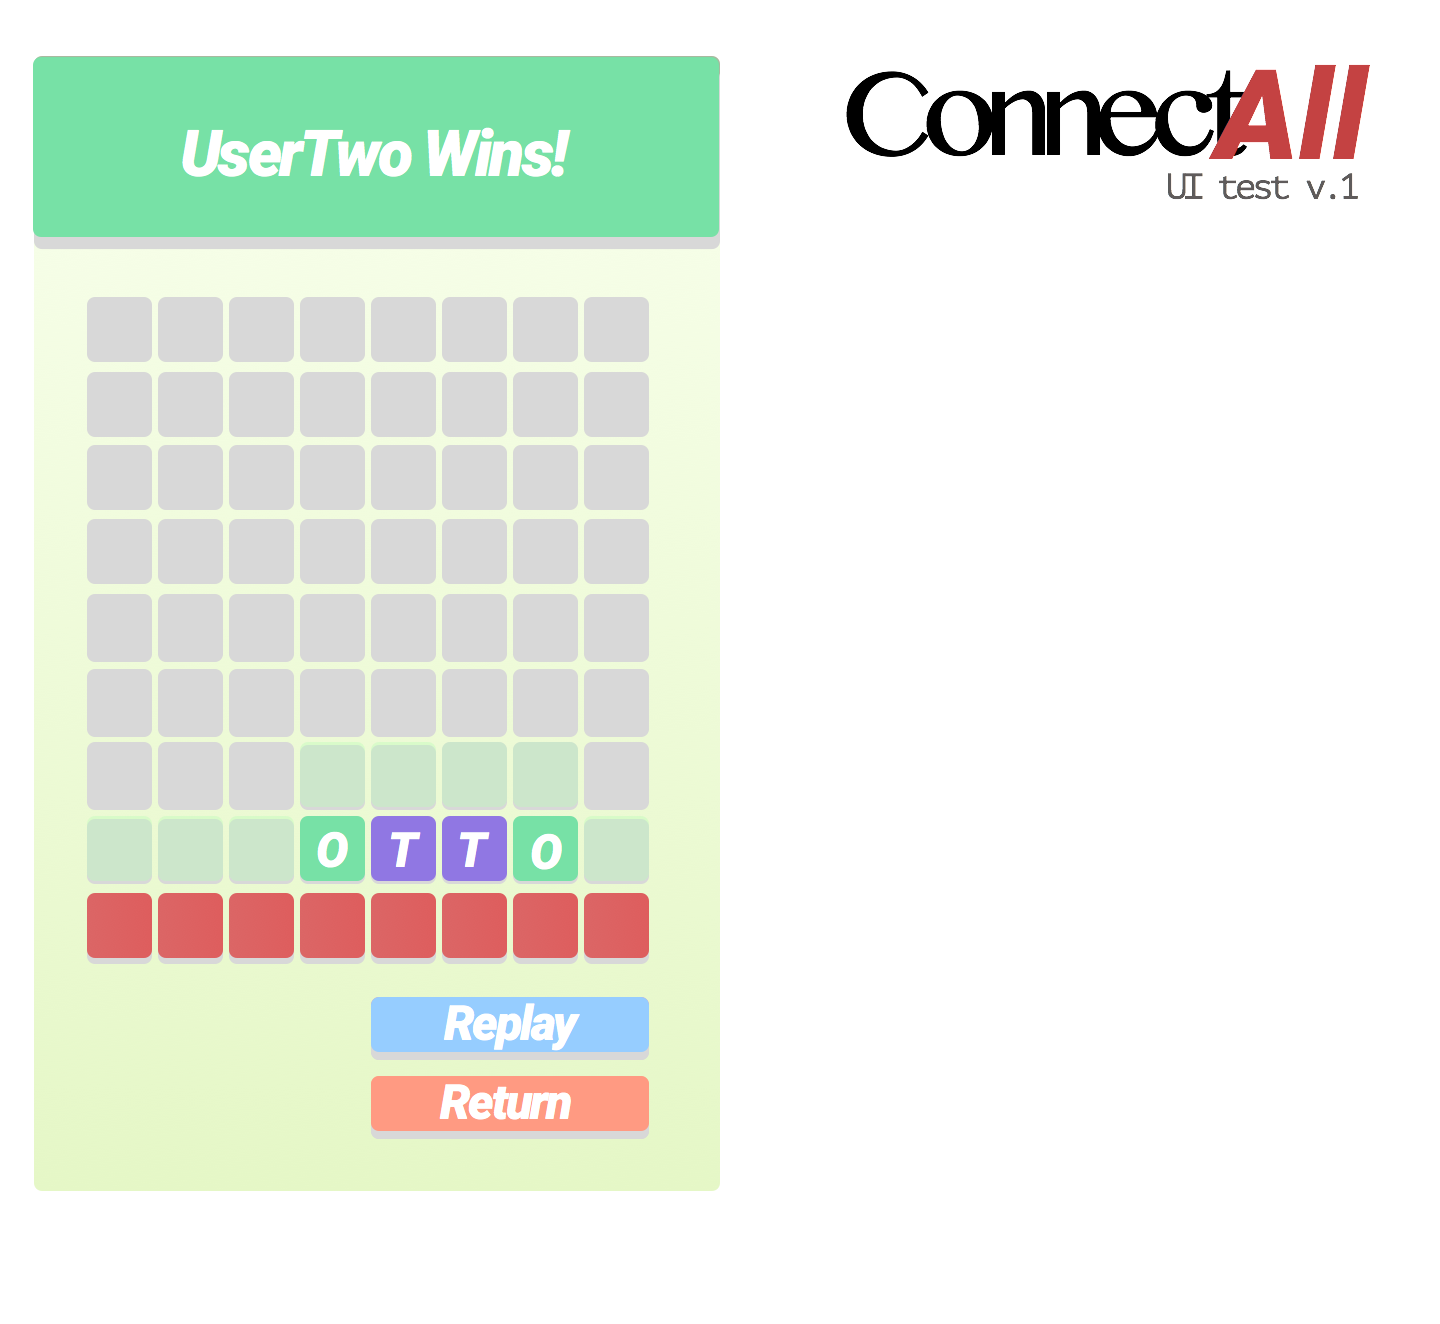 UserTwo Wins!
ConnectAll
UI test v.1
O T T O
Replay
Return